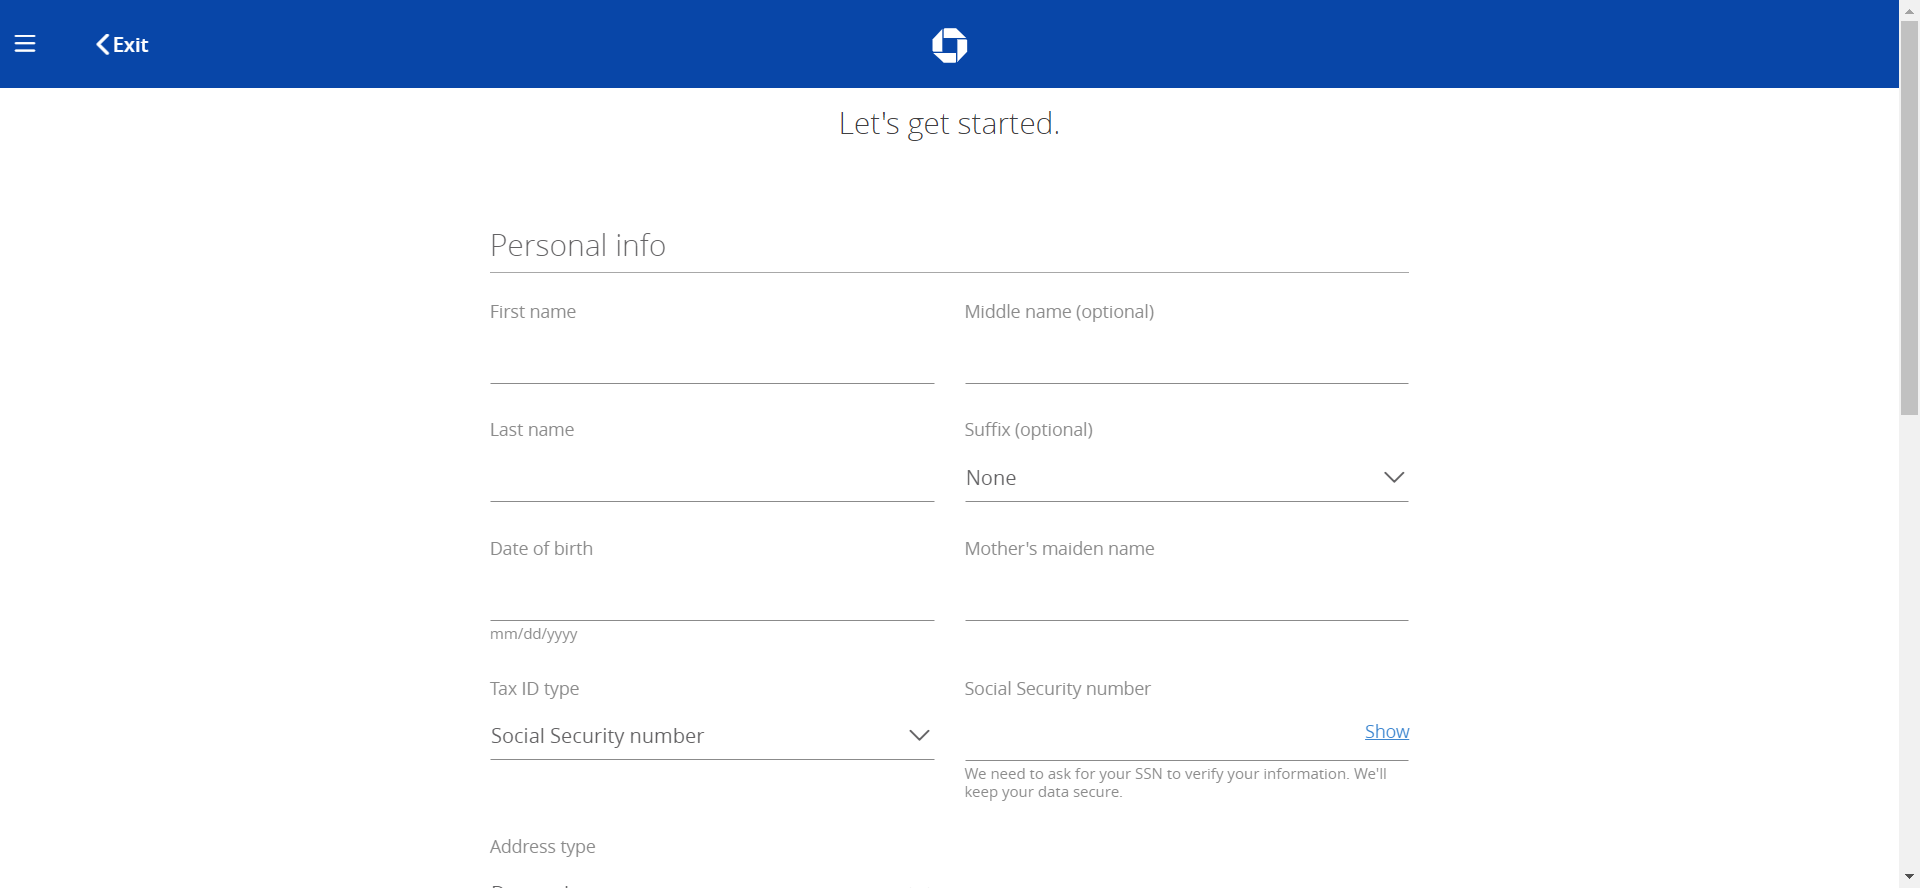 Exit
Let's get started.
Personal info
First name
Middle name (optional)
Last name
Suffix (optional)
None
Date of birth
Mother's maiden name
mm/dd/yyyy
Tax ID type
Social Security number
Social Security number
Show
We need to ask for your SSN to verify your information. We'll
keep your data secure.
Address type